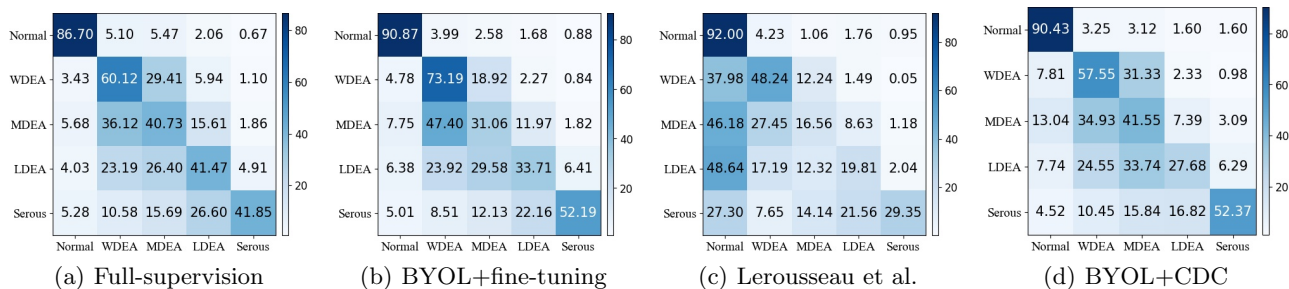 Normal 86.70 5.10 5.47 2.06 0.67
WDEA 3.43 60.12 29.41 5.94 1.10
MDEA 5.68 36.12 40.73 15.61 1.86
LDEA 4.03 23.19 26.40 41.47 4.91
Serous 5.28 10.58 15.69 26.60 41.85
Normal WDEA MDEA LDEA Serous
80
60
40
20
(a) Full-supervision
Normal 90.87 3.99 2.58 1.68 0.88
WDEA 4.78 73.19 18.92 2.27 0.84
MDEA 7.75 47.40 31.06 11.97 1.82
LDEA 6.38 23.92 29.58 33.71 6.41
Serous 5.01 8.51 12.13 22.16 52.19
Normal WDEA MDEA LDEA Serous
80
60
40
20
(b) BYOL+fine-tuning
Normal 92.00 4.23 1.06 1.76 0.95
WDEA 37.98 48.24 12.24 1.49 0.05
MDEA 46.18 27.45 16.56 8.63 1.18
LDEA 48.64 17.19 12.32 19.81 2.04
Serous 27.30 7.65 14.14 21.56 29.35
Normal WDEA MDEA LDEA Serous
80
60
40
20
(c) Lerousseau et al.
Normal 90.43 3.25 3.12 1.60 1.60
WDEA 7.81 57.55 31.33 2.33 0.98
MDEA 13.04 34.93 41.55 7.39 3.09
LDEA 7.74 24.55 33.74 27.68 6.29
Serous 4.52 10.45 15.84 16.82 52.37
Normal WDEA MDEA LDEA Serous
80
60
40
20
(d) BYOL+CDC